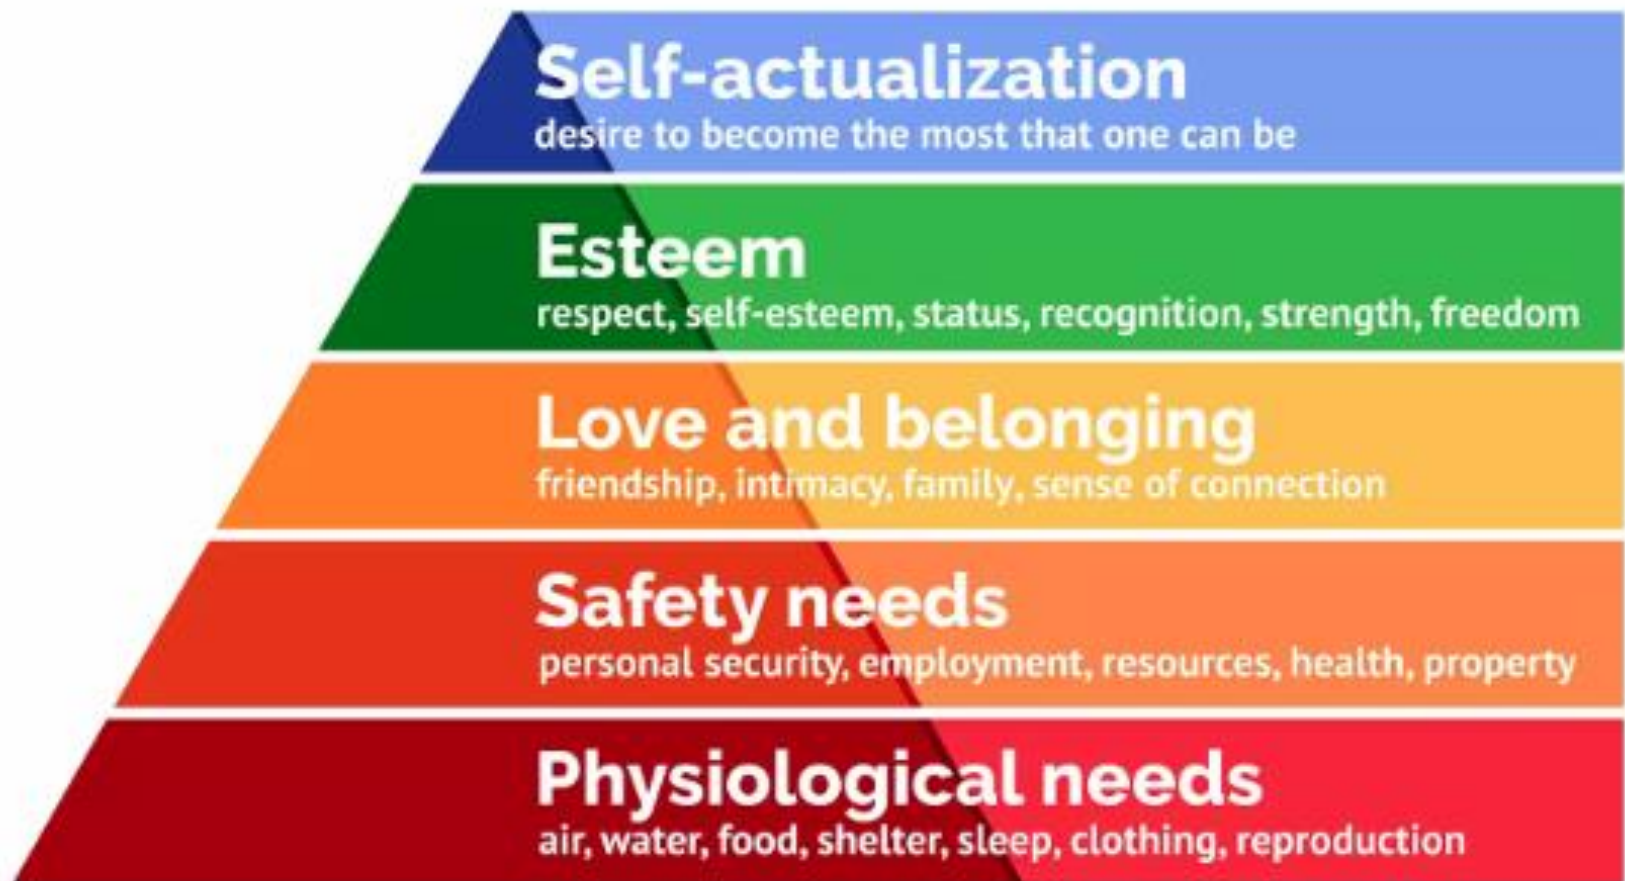 Self-actualization
desire to become the most that one can be
Esteem
respect, self-esteem, status, recognition, strength, freedom
Love and belonging
friendship, intimacy, family, sense of connection
Safety needs
personal security, employment, resources, health, property
Physiological needs
air, water, food, shelter, sleep, clothing, reproduction